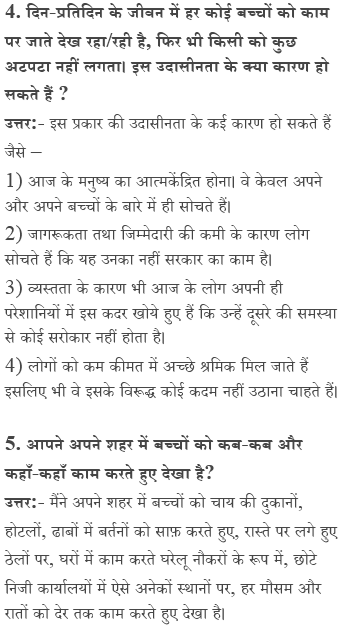 4. दिन-प्रतिदिन के जीवन में हर कोई बच्चों को काम
पर जाते देख रहा/रही है, फिर भी किसी को कुछ
अटपटा नहीं लगता। इस उदासीनता के क्या कारण हो
सकते हैं ?
उत्तर:- इस प्रकार की उदासीनता के कई कारण हो सकते हैं
जैसे –
1) आज के मनुष्य का आत्मकेंद्रित होना। वे केवल अपने
और अपने बच्चों के बारे में ही सोचते हैं।
2) जागरूकता तथा जिम्मेदारी की कमी के कारण लोग
सोचते हैं कि यह उनका नहीं सरकार का काम है।
3) व्यस्तता के कारण भी आज के लोग अपनी ही
परेशानियों में इस कदर खोये हुए हैं कि उन्हें दूसरे की समस्या
से कोई सरोकार नहीं होता है।
4) लोगों को कम कीमत में अच्छे श्रमिक मिल जाते हैं
इसलिए भी वे इसके विरूद्ध कोई कदम नहीं उठाना चाहते हैं।
5. आपने अपने शहर में बच्चों को कब-कब और
कहाँ-कहाँ काम करते हुए देखा है?
उत्तर:- मैंने अपने शहर में बच्चों को चाय की दुकानों,
होटलों, ढाबों में बर्तनों को साफ़ करते हुए, रास्ते पर लगे हुए
ठेलों पर, घरों में काम करते घरेलू नौकरों के रूप में, छोटे
निजी कार्यालयों में ऐसे अनेकों स्थानों पर, हर मौसम और
रातों को देर तक काम करते हुए देखा है।